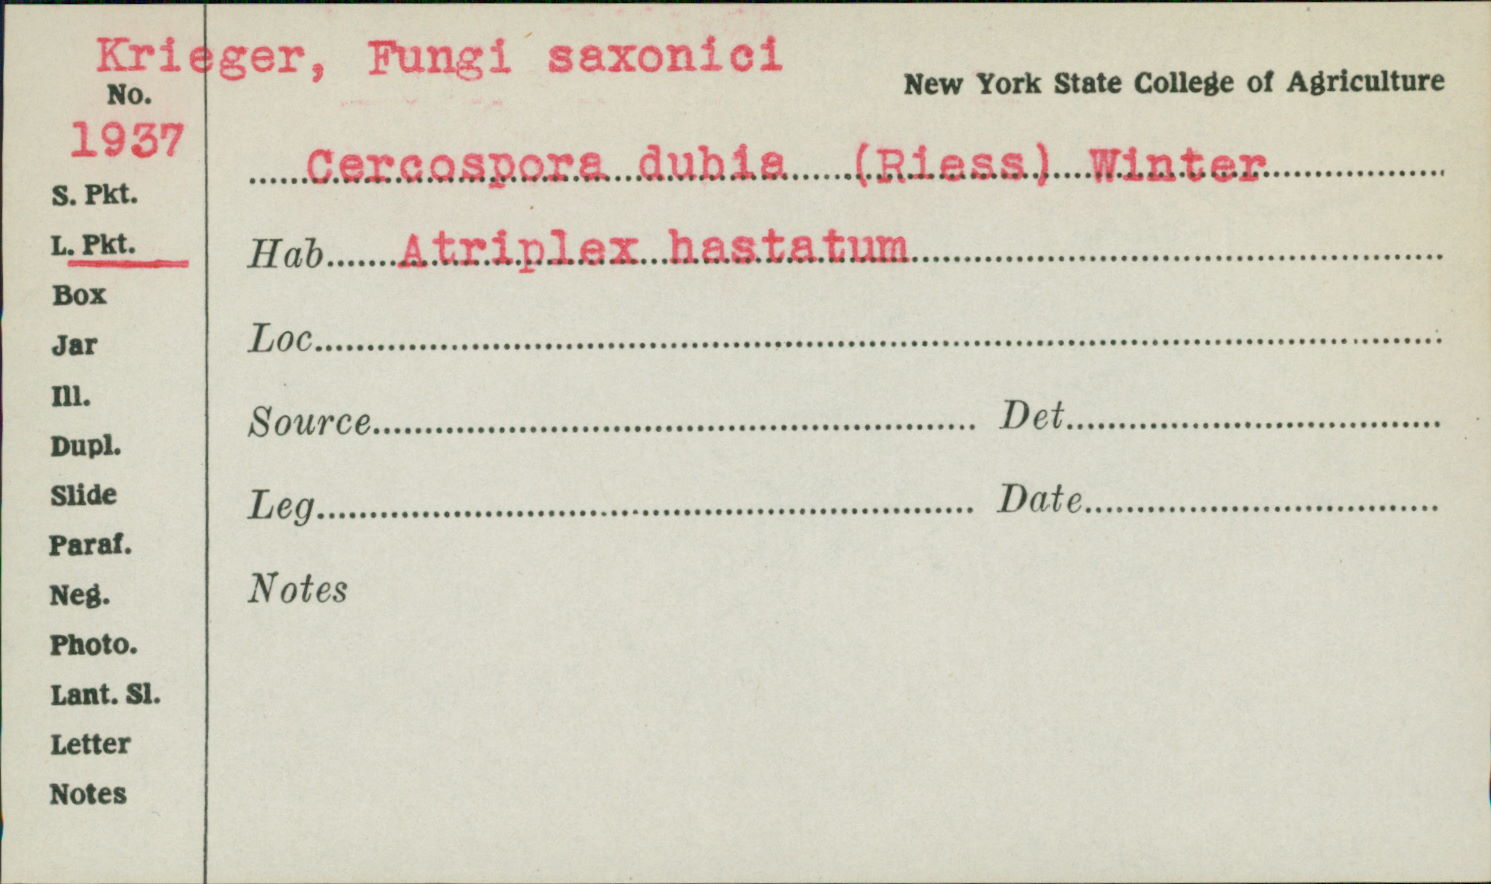 Krieger, Fungi saxonici
New York State College of Agriculture
No.
1937
Cercospora dubia (Riess) Winter
S. Pkt.
L. Pkt.
Hab. Atriplex hastatum
Box
Jar
Loc.
Ill.
Source
Det.
Dupl.
Slide
Leg.
Date
Paraf.
Neg.
Notes
Photo.
Lant. Sl.
Letter
Notes